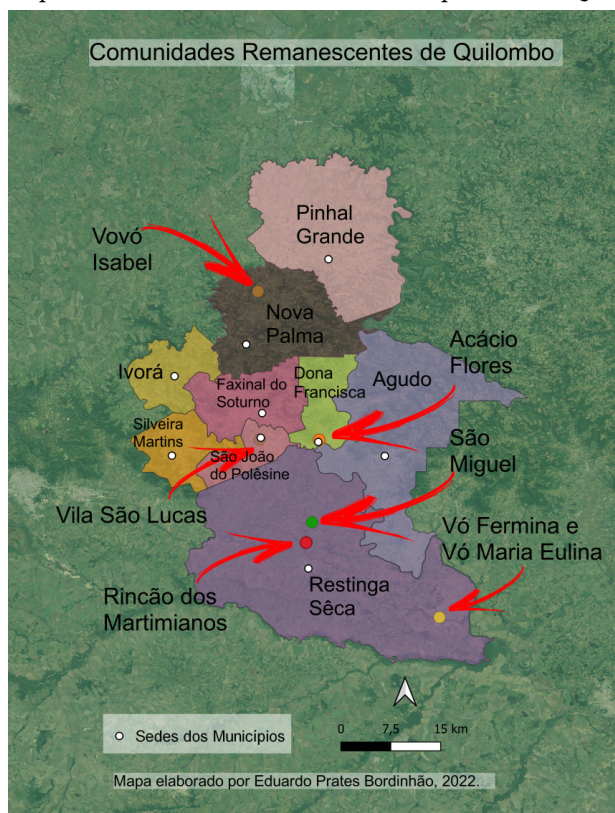 Comunidades Remanescentes de Quilombo
Pinhal
Grande
Vovó
Isabel
Nova
Palma
Acácio
Flores
Ivorá
Faxinal do
Soturno
Dona
Francisca
Agudo
Silveira
Martins
São João
do Polêsine
São
Miguel
Vila São Lucas
Vó Fermina e
Vó Maria Eulina
Rincão dos
Martimianos
Restinga
Sêca
Sedes dos Municípios
0 7,5 15 km
Mapa elaborado por Eduardo Prates Bordinhão, 2022.